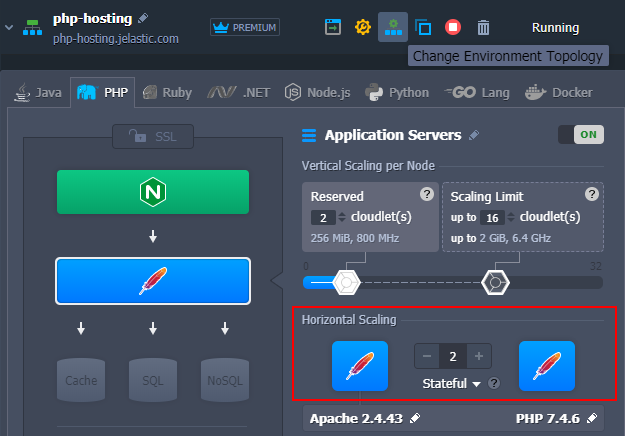 php-hosting
php-hosting.jelastic.com
PREMIUM
Running
Change Environment Topology
Java
PHP
Ruby
.NET
Node.js
Python
Lang
Docker
SSL
Application Servers
ON
Vertical Scaling per Node
Reserved ?
2 cloudlet(s)
256 MiB, 800 MHz
Scaling Limit ?
up to 16 cloudlet(s)
up to 2 GiB, 6.4 GHz
0 32
Horizontal Scaling
− 2 +
Stateful ?
Cache
SQL
NoSQL
Apache 2.4.43
PHP 7.4.6